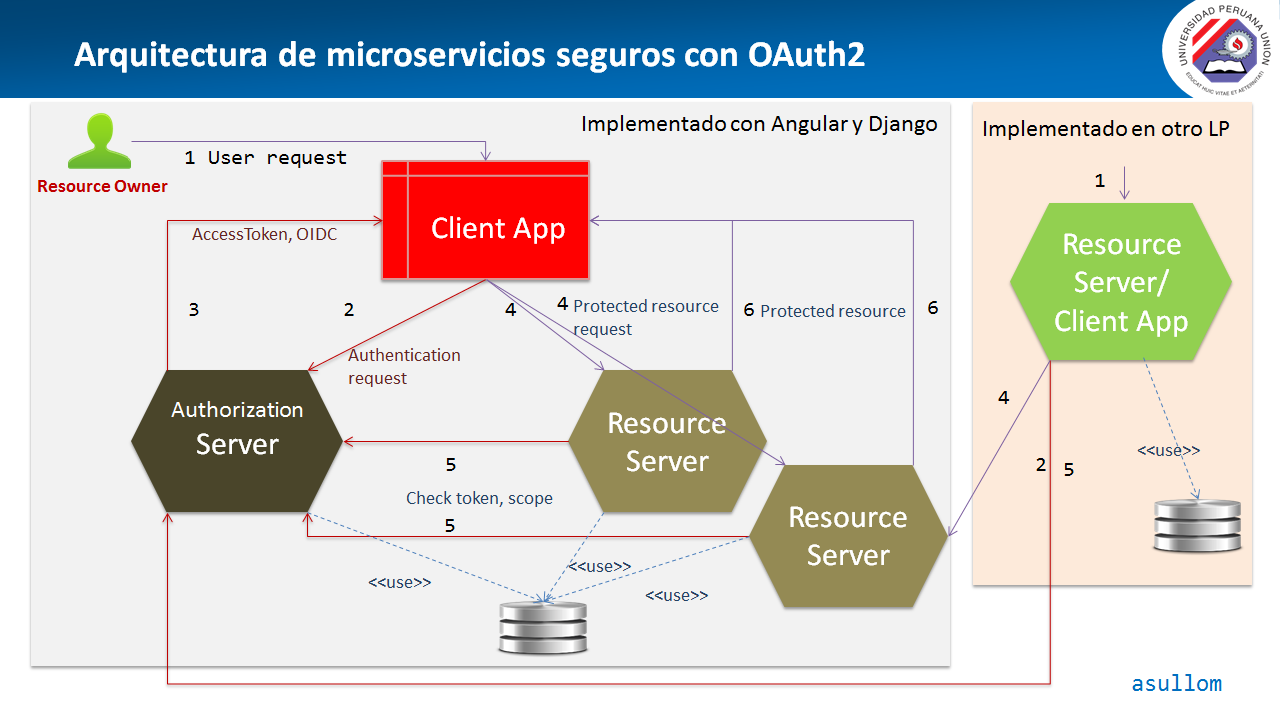 Arquitectura de microservicios seguros con OAuth2
UNIVERSIDAD PERUANA UNION
EDUCAT HUIC VITAE ET AETERNITATI
Implementado con Angular y Django
Implementado en otro LP
1 User request
Resource Owner
1
Client App
AccessToken, OIDC
Resource
Server/
Client App
3
2
4
4 Protected resource
request
6 Protected resource
6
Authentication
request
4
Authorization
Server
Resource
Server
<<use>>
5
2
5
Check token, scope
5
Resource
Server
<<use>>
<<use>>
<<use>>
asullom